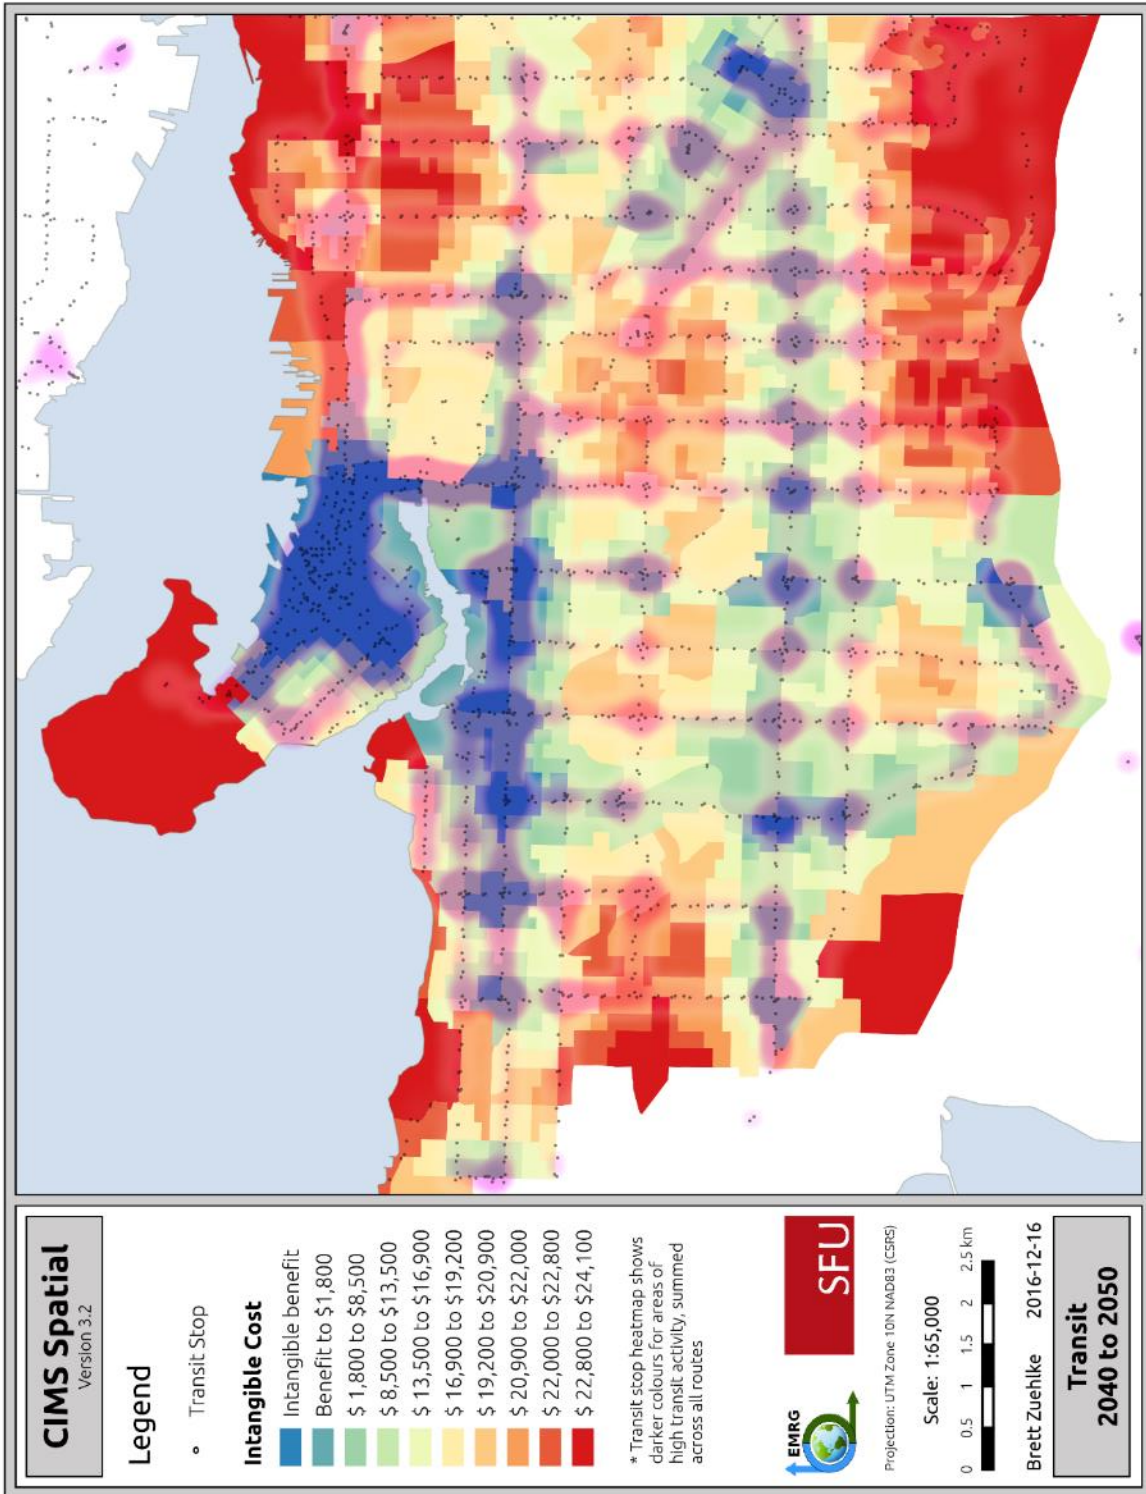 CIMS Spatial
Version 3.2
Legend
Transit Stop
Intangible Cost
Intangible benefit
Benefit to $1,800
$ 1,800 to $8,500
$ 8,500 to $13,500
$ 13,500 to $16,900
$ 16,900 to $19,200
$ 19,200 to $20,900
$ 20,900 to $22,000
$ 22,000 to $22,800
$ 22,800 to $24,100
* Transit stop heatmap shows
darker colours for areas of
high transit activity, summed
across all routes
EMRG
SFU
Projection: UTM Zone 10N NAD83 (CSRS)
Scale: 1:65,000
0 0.5 1 1.5 2 2.5 km
Brett Zuehlke 2016-12-16
Transit
2040 to 2050